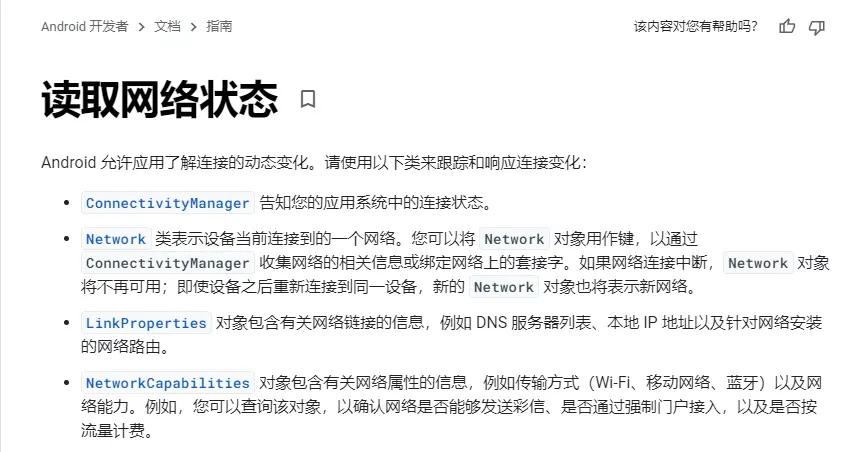 Android 开发者 > 文档 > 指南
该内容对您有帮助吗?
读取网络状态
Android 允许应用了解连接的动态变化。请使用以下类来跟踪和响应连接变化：
• ConnectivityManager 告知您的应用系统中的连接状态。
• Network 类表示设备当前连接到的一个网络。您可以将 Network 对象用作键，以通过
ConnectivityManager 收集网络的相关信息或绑定网络上的套接字。如果网络连接中断，Network 对象
将不再可用；即使设备之后重新连接到同一设备，新的 Network 对象也将表示新网络。
• LinkProperties 对象包含有关网络链接的信息，例如 DNS 服务器列表、本地 IP 地址以及针对网络安装
的网络路由。
• NetworkCapabilities 对象包含有关网络属性的信息，例如传输方式（Wi-Fi、移动网络、蓝牙）以及网
络能力。例如，您可以查询该对象，以确认网络是否能够发送彩信、是否通过强制门户接入，以及是否按
流量计费。